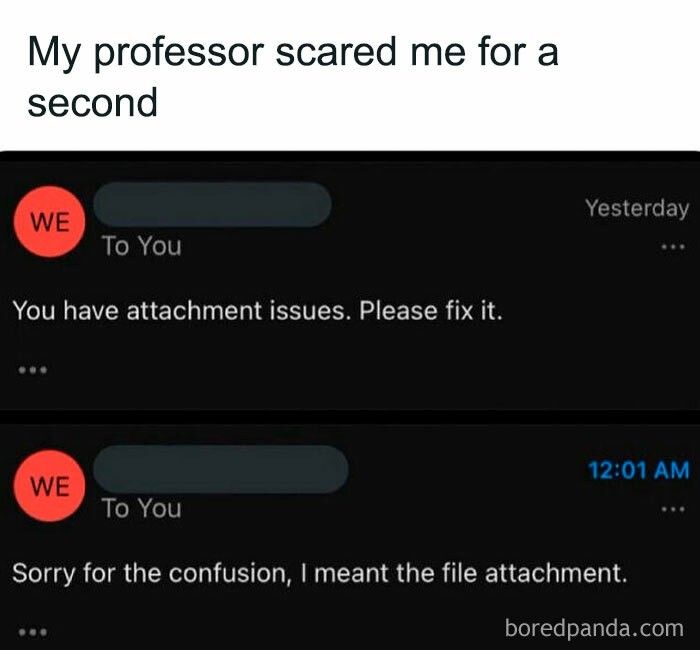 My professor scared me for a
second
WE
Yesterday
To You
You have attachment issues. Please fix it.
WE
12:01 AM
To You
Sorry for the confusion, I meant the file attachment.
boredpanda.com